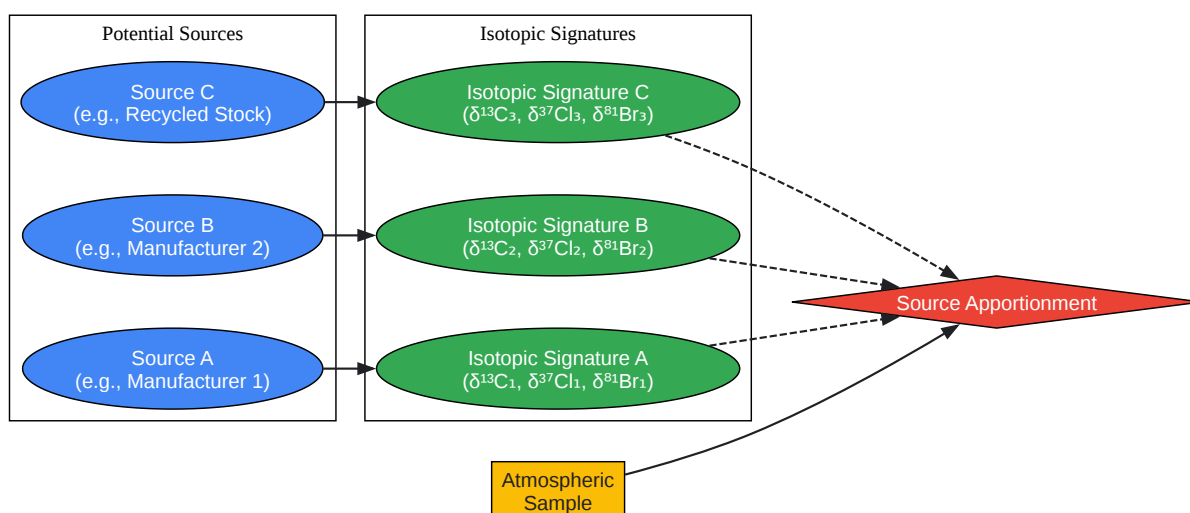 Potential Sources
Isotopic Signatures
Source C
(e.g., Recycled Stock)
Isotopic Signature C
(δ¹³C₃, δ³⁷Cl₃, δ⁸¹Br₃)
Source B
(e.g., Manufacturer 2)
Isotopic Signature B
(δ¹³C₂, δ³⁷Cl₂, δ⁸¹Br₂)
Source Apportionment
Source A
(e.g., Manufacturer 1)
Isotopic Signature A
(δ¹³C₁, δ³⁷Cl₁, δ⁸¹Br₁)
Atmospheric
Sample